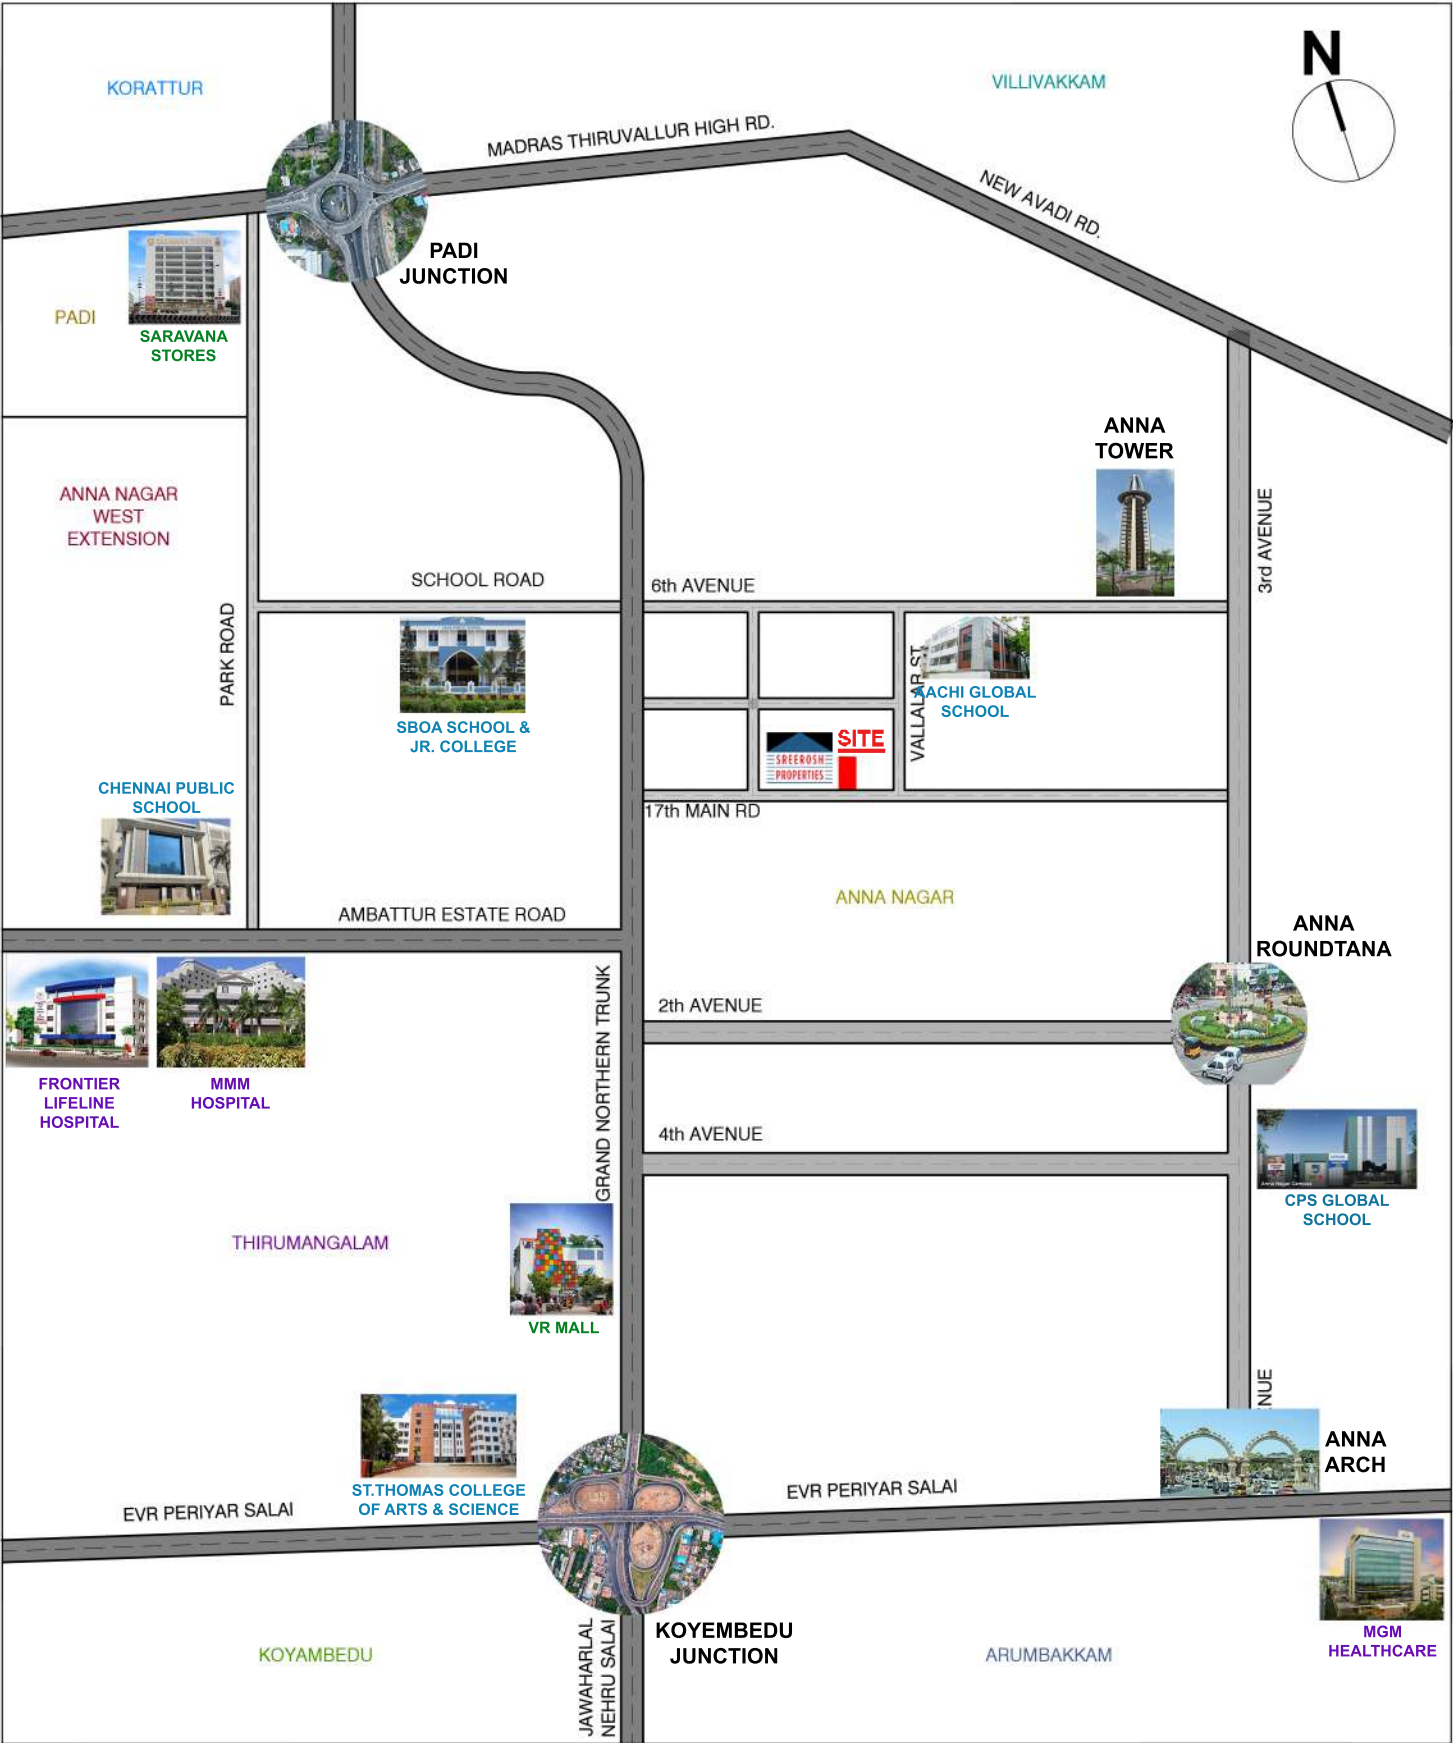 N
KORATTUR
VILLIVAKKAM
MADRAS THIRUVALLUR HIGH RD.
NEW AVADI RD.
PADI
JUNCTION
PADI
SARAVANA
STORES
ANNA
TOWER
ANNA NAGAR
WEST
EXTENSION
3rd AVENUE
SCHOOL ROAD
6th AVENUE
PARK ROAD
VALLALAR ST
AACHI GLOBAL
SCHOOL
SBOA SCHOOL &
JR. COLLEGE
SITE
SREEROSH
PROPERTIES
CHENNAI PUBLIC
SCHOOL
17th MAIN RD
ANNA NAGAR
AMBATTUR ESTATE ROAD
ANNA
ROUNDTANA
GRAND NORTHERN TRUNK
2th AVENUE
FRONTIER
LIFELINE
HOSPITAL
MMM
HOSPITAL
4th AVENUE
Anna Nagar Campus
CPS GLOBAL
SCHOOL
THIRUMANGALAM
VR MALL
NUE
ANNA
ARCH
ST.THOMAS COLLEGE
OF ARTS & SCIENCE
EVR PERIYAR SALAI
EVR PERIYAR SALAI
KOYEMBEDU
JUNCTION
JAWAHARLAL
NEHRU SALAI
KOYAMBEDU
ARUMBAKKAM
MGM
HEALTHCARE